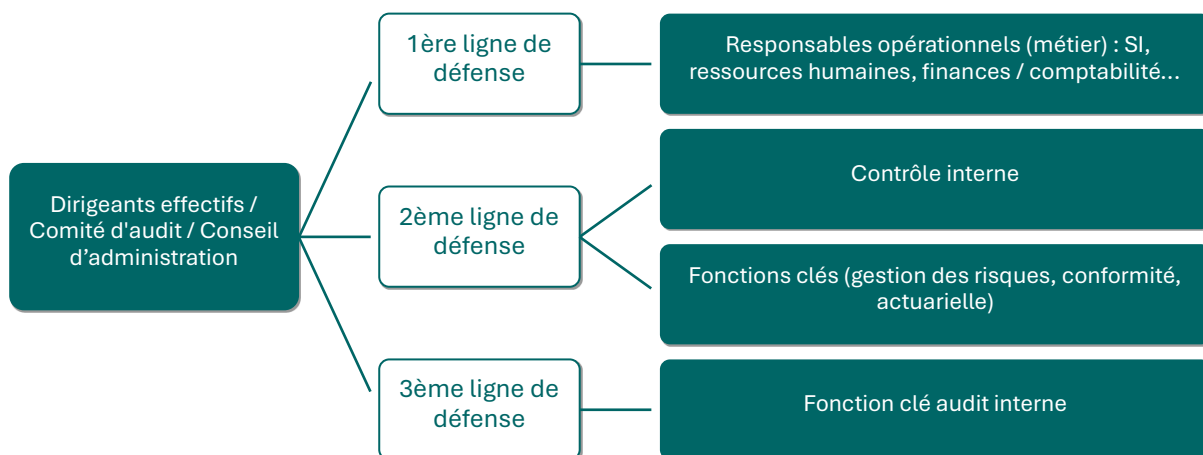 1ère ligne de
défense
Responsables opérationnels (métier) : SI,
ressources humaines, finances / comptabilité...
Dirigeants effectifs /
Comité d'audit / Conseil
d’administration
2ème ligne de
défense
Contrôle interne
Fonctions clés (gestion des risques, conformité,
actuarielle)
3ème ligne de
défense
Fonction clé audit interne